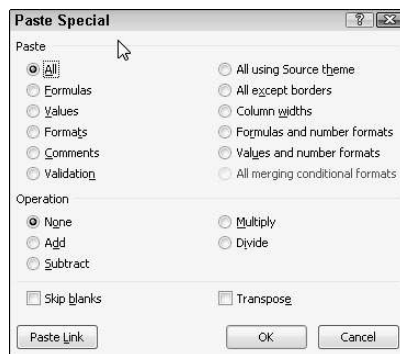 Paste Special
Paste
All
All using Source theme
Formulas
All except borders
Values
Column widths
Formats
Formulas and number formats
Comments
Values and number formats
Validation
All merging conditional formats
Operation
None
Multiply
Add
Divide
Subtract
Skip blanks
Transpose
Paste Link
OK
Cancel